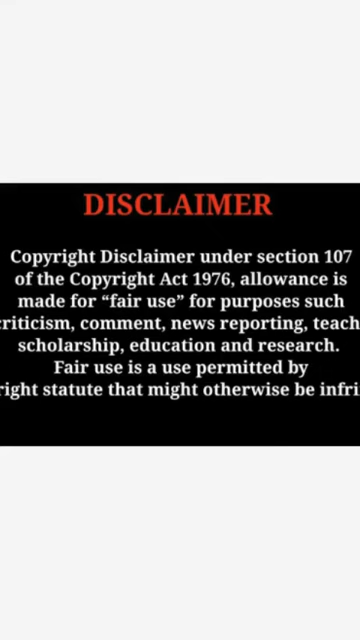 DISCLAIMER
Copyright Disclaimer under section 107
of the Copyright Act 1976, allowance is
made for “fair use” for purposes such
criticism, comment, news reporting, teach
scholarship, education and research.
Fair use is a use permitted by
right statute that might otherwise be infri